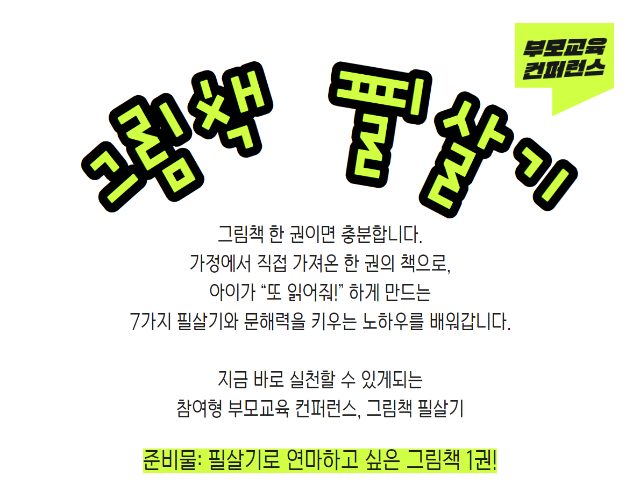 부모교육
컨퍼런스
그림책 필살기
그림책 한 권이면 충분합니다.
가정에서 직접 가져온 한 권의 책으로,
아이가 “또 읽어줘!” 하게 만드는
7가지 필살기와 문해력을 키우는 노하우를 배워갑니다.
지금 바로 실천할 수 있게되는
참여형 부모교육 컨퍼런스, 그림책 필살기
준비물: 필살기로 연마하고 싶은 그림책 1권!